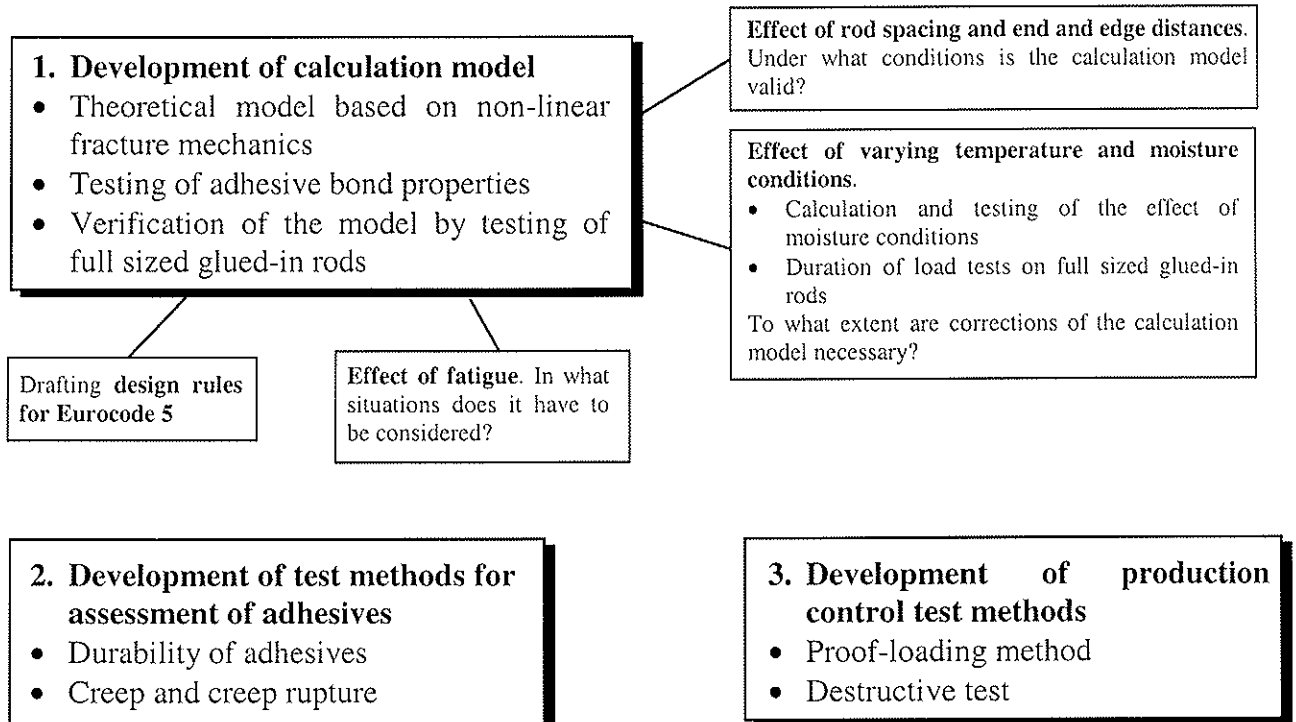 1. Development of calculation model
• Theoretical model based on non-linear
fracture mechanics
• Testing of adhesive bond properties
• Verification of the model by testing of
full sized glued-in rods
Effect of rod spacing and end and edge distances.
Under what conditions is the calculation model
valid?
Effect of varying temperature and moisture
conditions.
• Calculation and testing of the effect of
moisture conditions
• Duration of load tests on full sized glued-in
rods
To what extent are corrections of the calculation
model necessary?
Drafting design rules
for Eurocode 5
Effect of fatigue. In what
situations does it have to
be considered?
2. Development of test methods for
assessment of adhesives
• Durability of adhesives
• Creep and creep rupture
3. Development of production
control test methods
• Proof-loading method
• Destructive test